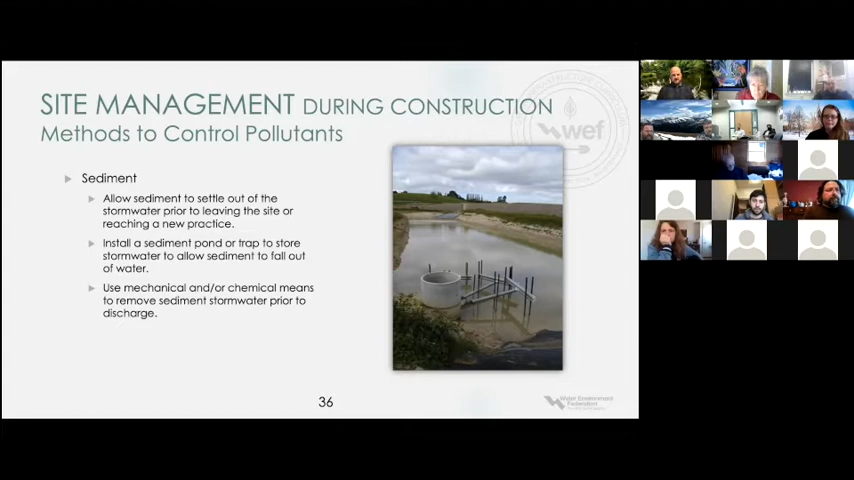 SITE MANAGEMENT DURING CONSTRUCTION
Methods to Control Pollutants
Sediment
Allow sediment to settle out of the
stormwater prior to leaving the site or
reaching a new practice.
Install a sediment pond or trap to store
stormwater to allow sediment to fall out
of water.
Use mechanical and/or chemical means
to remove sediment stormwater prior to
discharge.
wef
36
Water Environment
Federation